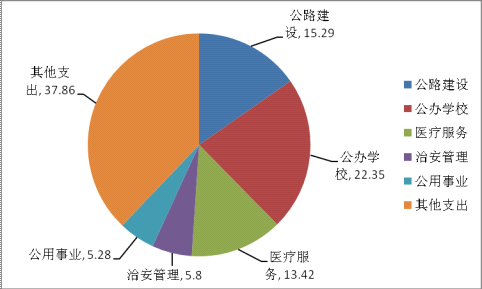 公路建
设, 15.29
其他支
出, 37.86
公办学
校, 22.35
医疗服
务, 13.42
治安管理, 5.8
公用事业, 5.28
公路建设
公办学校
医疗服务
治安管理
公用事业
其他支出